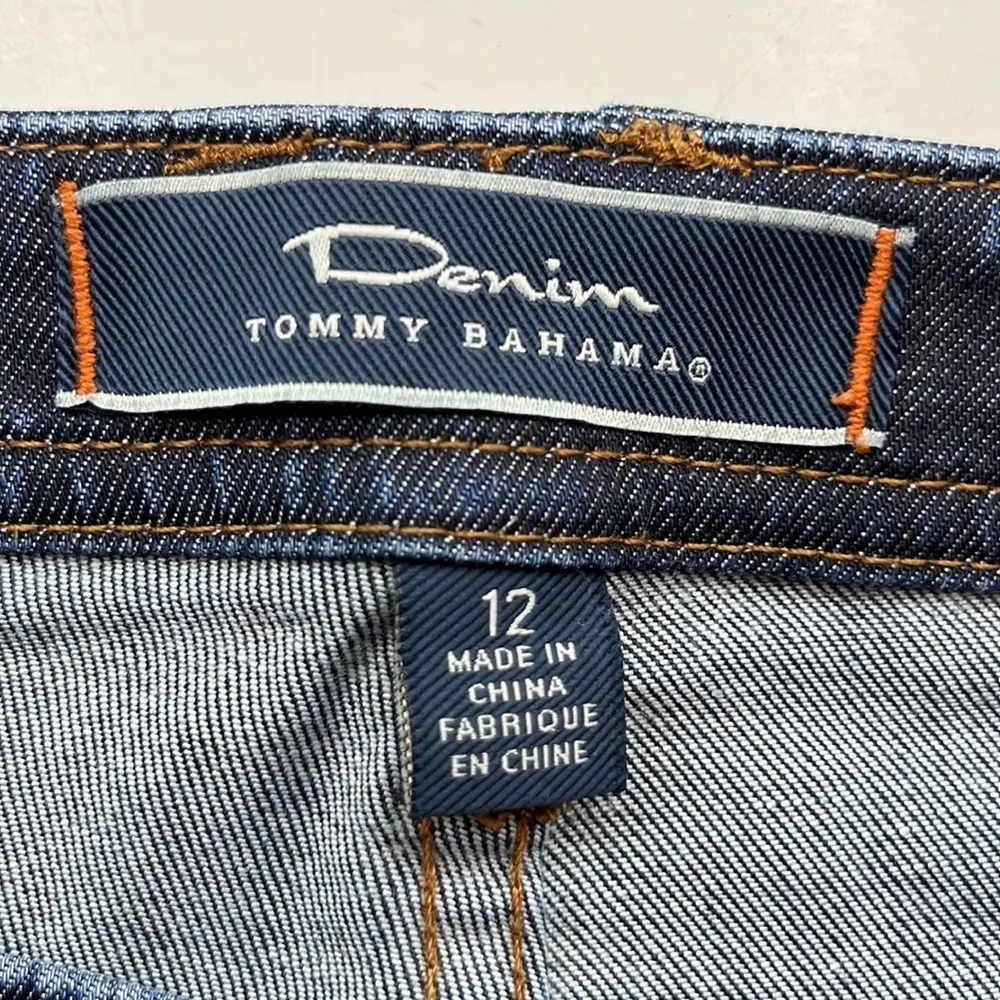 Denim
TOMMY BAHAMA®
12
MADE IN
CHINA
FABRIQUE
EN CHINE